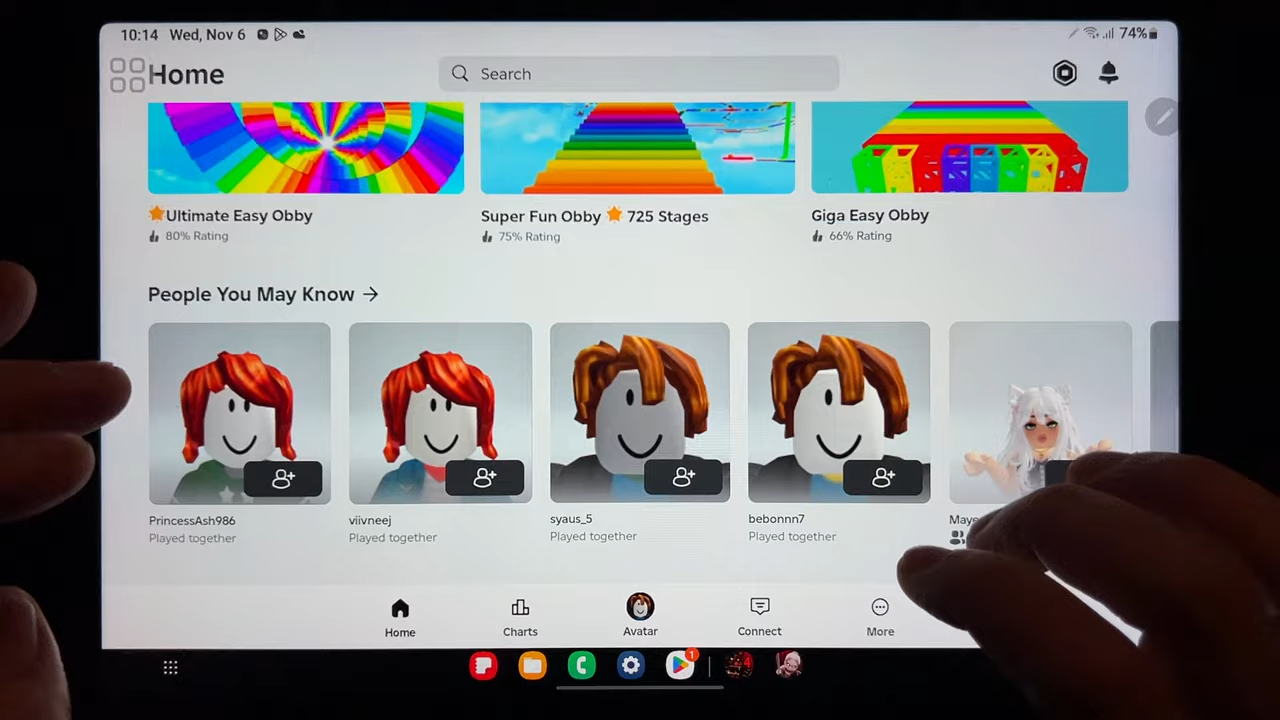 10:14 Wed, Nov 6 74%
Home Search
Ultimate Easy Obby
80% Rating
Super Fun Obby 725 Stages
75% Rating
Giga Easy Obby
66% Rating
People You May Know
PrincessAsh986
Played together
viivneej
Played together
syaus_5
Played together
bebonnn7
Played together
Home Charts Avatar Connect More
1